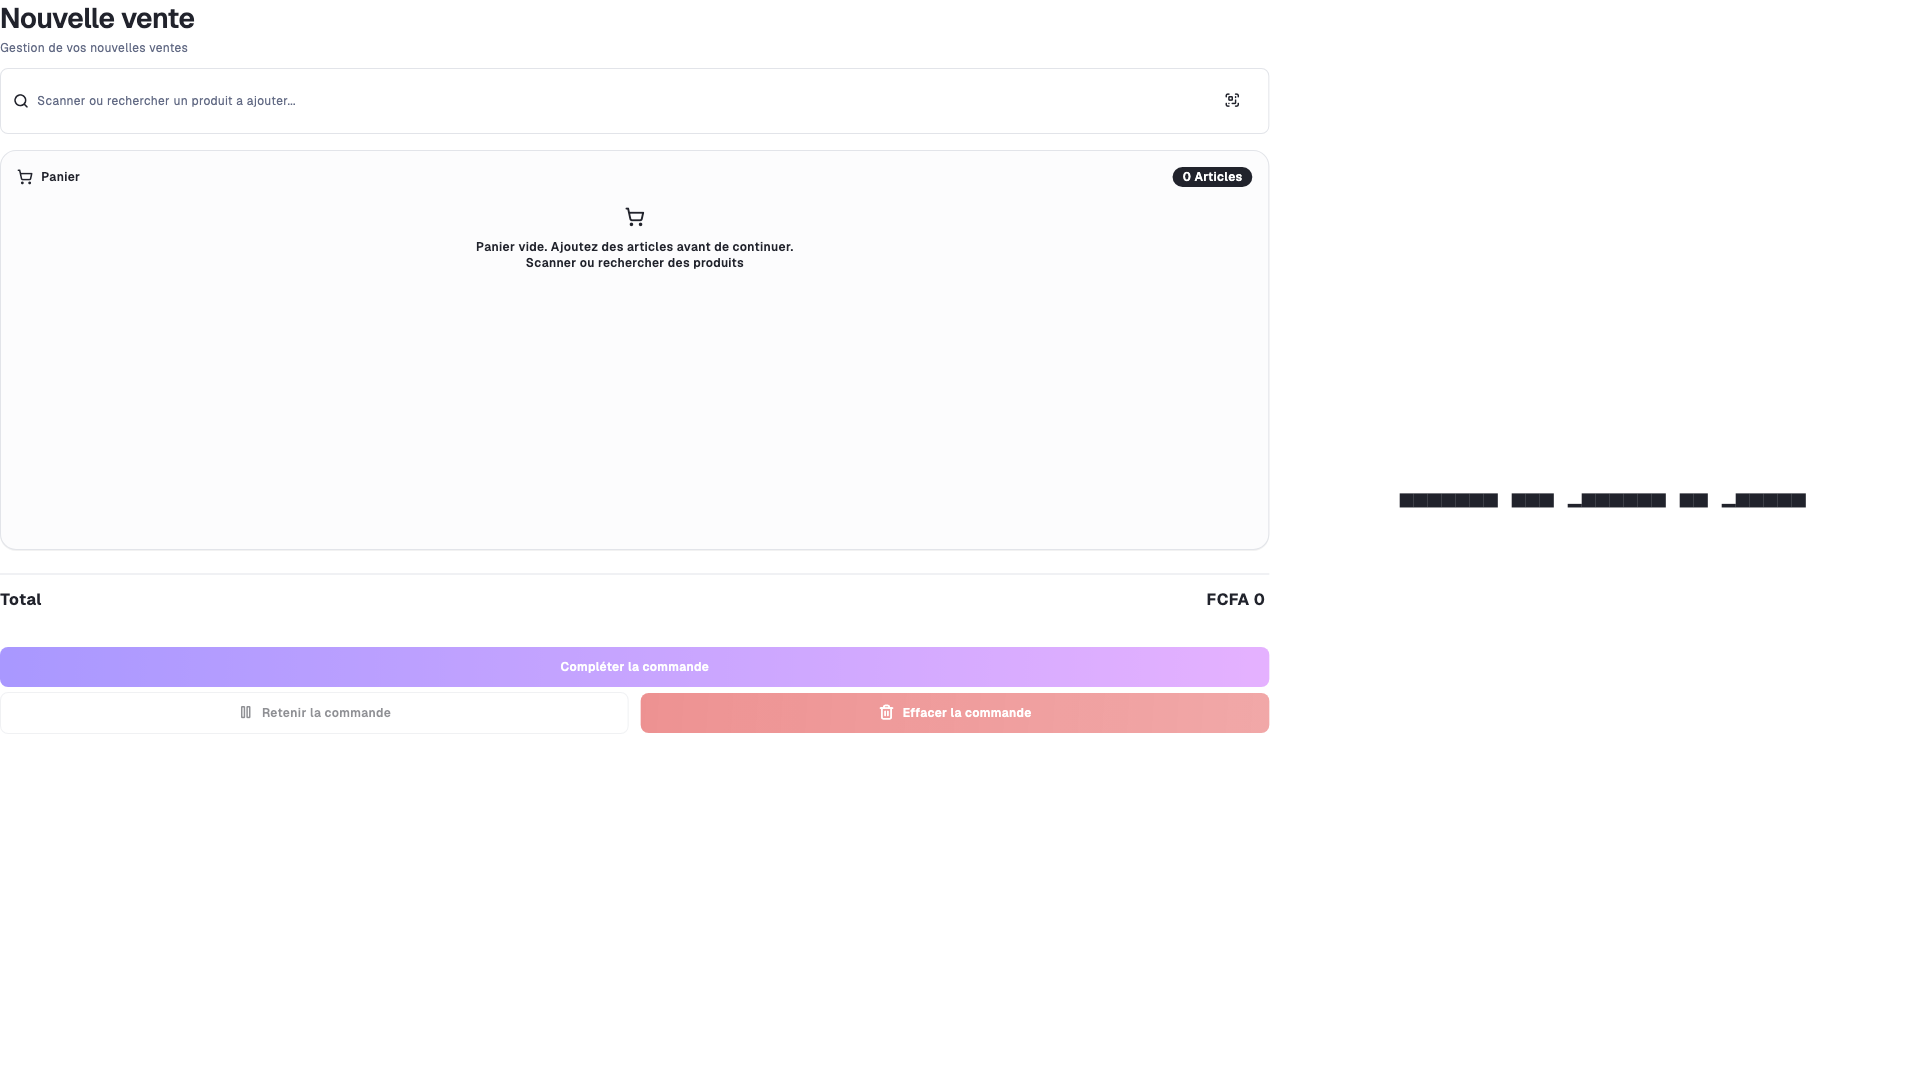 Nouvelle vente
Gestion de vos nouvelles ventes
Scanner ou rechercher un produit a ajouter...
Panier
0 Articles
Panier vide. Ajoutez des articles avant de continuer.
Scanner ou rechercher des produits
Total
FCFA 0
Compléter la commande
Retenir la commande
Effacer la commande